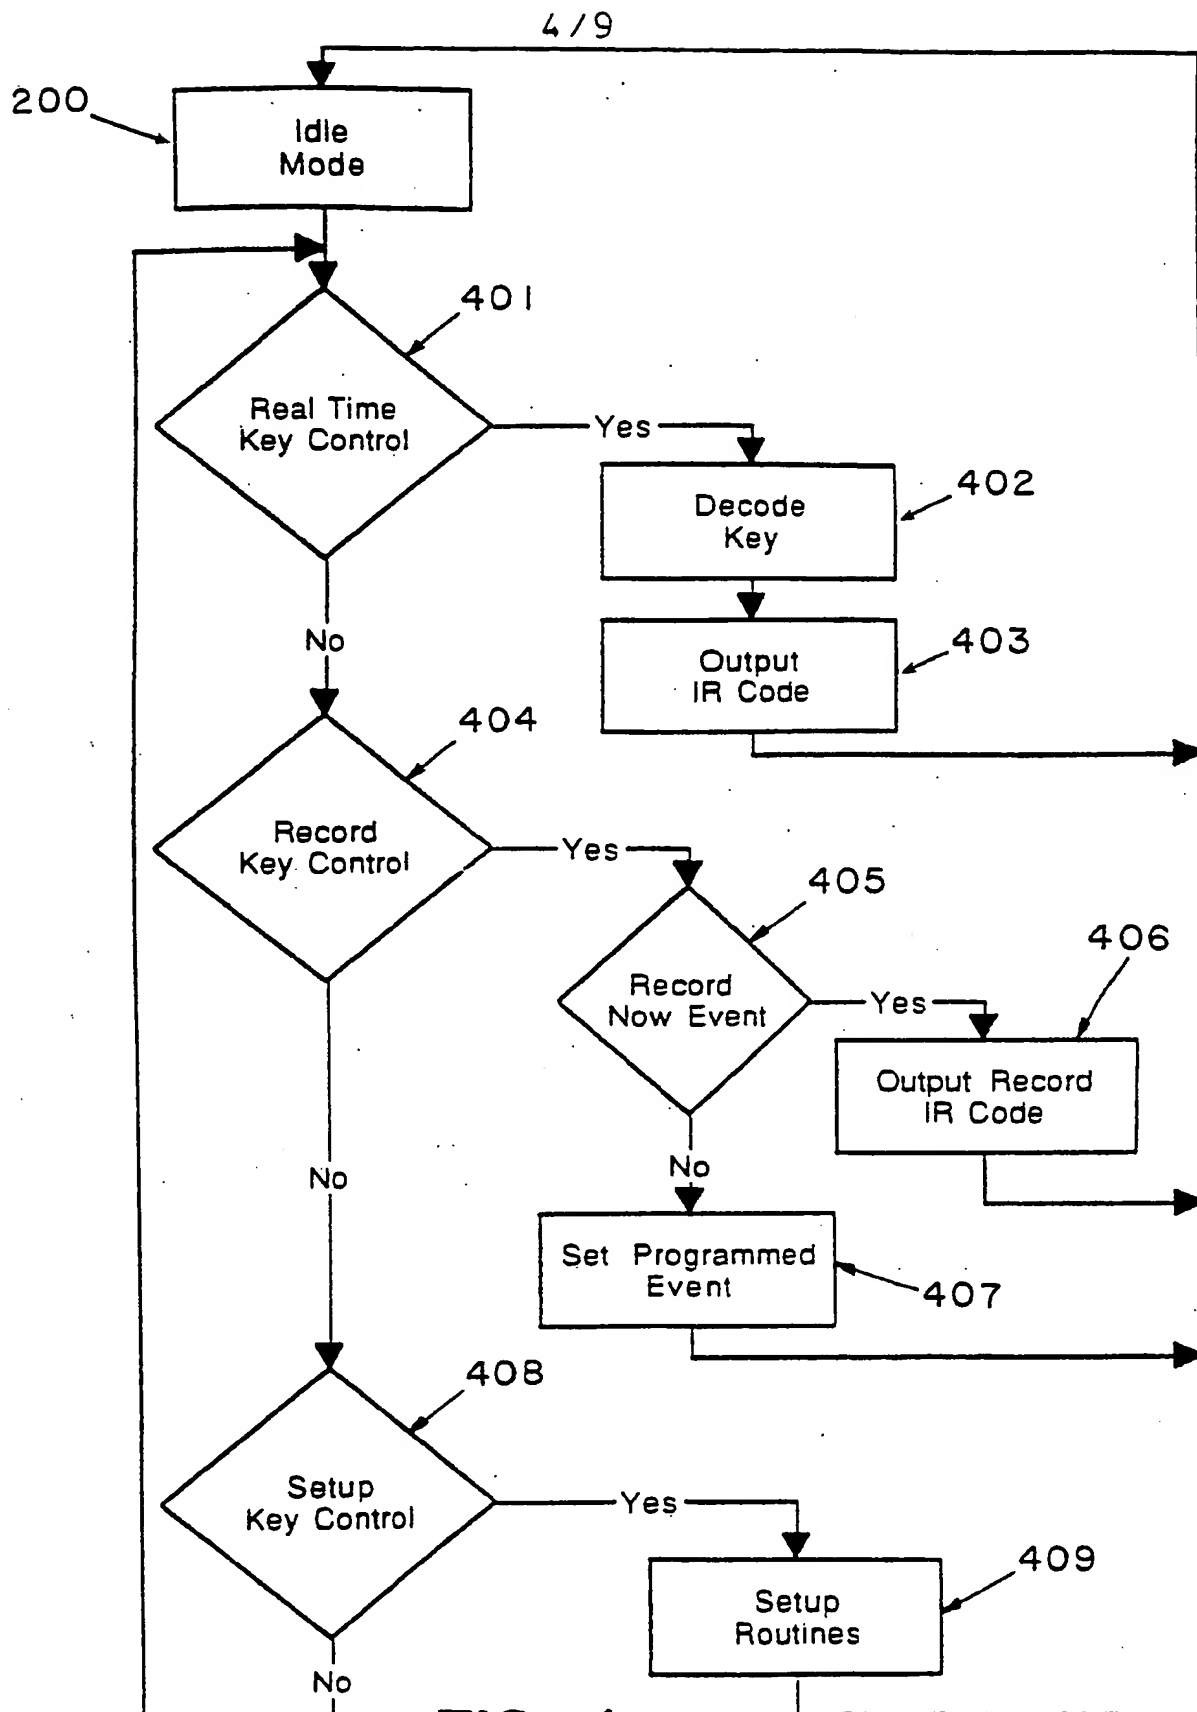 4/9
200
Idle
Mode
401
Real Time
Key Control
Yes
402
Decode
Key
No
403
Output
IR Code
404
Record
Key Control
Yes
405
406
Record
Now Event
Yes
Output Record
IR Code
No
No
Set Programmed
Event
407
408
Setup
Key Control
Yes
409
Setup
Routines
No